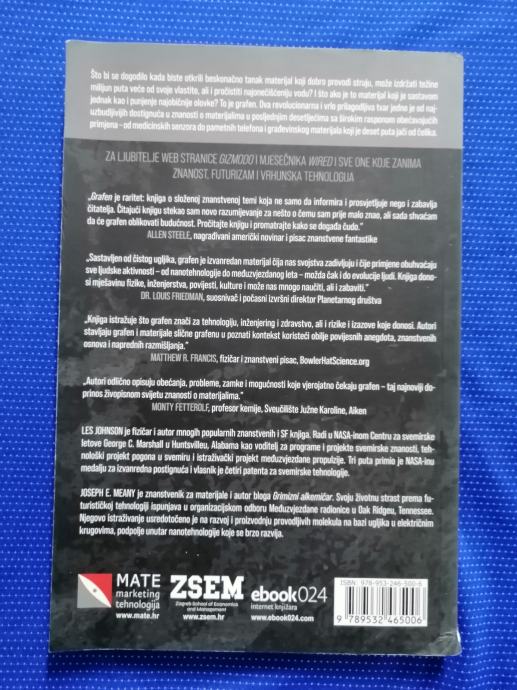 Što bi se dogodilo kada biste otkrili beskonačno tanak materijal koji dobro provodi struju, može izdržati težine
milijun puta veće od svoje vlastite, ali i pročistiti najonečišćeniju vodu? I što ako je to materijal koji je sastavom
jednak kao i punjenje najobičnije olovke? To je grafen. Ova revolucionarna i vrlo prilagodljiva tvar jedno je od naj-
uzbudljivijih dostignuća u znanosti o materijalima u posljednjim desetljećima sa širokim rasponom obećavajućih
primjena – od medicinskih senzora do pametnih telefona i građevinskog materijala koji je deset puta jači od čelika.
ZA LJUBITELJE WEB STRANICE GIZMODO I MJESEČNIKA WIRED I SVE ONE KOJE ZANIMA
ZNANOST, FUTURIZAM I VRHUNSKA TEHNOLOGIJA
„Grafen je raritet: knjiga o složenoj znanstvenoj temi koja ne samo da informira i prosvjetljuje nego i zabavlja
čitatelja. Čitajući knjigu stekao sam novo razumijevanje za nešto o čemu sam prije malo znao, ali sada shvaćam
da će grafen oblikovati budućnost. Pročitajte knjigu i promatrajte kako se događa čudo.“
ALLEN STEELE, nagrađivani američki novinar i pisac znanstvene fantastike
„Sastavljen od čistog ugljika, grafen je izvanredan materijal čija nas svojstva zadivljuju i čije primjene obuhvaćaju
sve ljudske aktivnosti – od nanotehnologije do međuzvjezdanog leta – možda čak i do evolucije ljudi. Knjiga dono-
si mješavinu fizike, inženjerstva, povijesti, kulture i može nas mnogo naučiti, ali i zabaviti.“
DR. LOUIS FRIEDMAN, suosnivač i počasni izvršni direktor Planetarnog društva
„Knjiga istražuje što grafen znači za tehnologiju, inženjering i zdravstvo, ali i rizike i izazove koje donosi. Autori
stavljaju grafen i materijale slične grafenu u poznati kontekst koristeći obilje povijesnih anegdota, znanstvenih
osnova i naprednih razmišljanja.“
MATTHEW R. FRANCIS, fizičar i znanstveni pisac, BowlerHatScience.org
„Autori odlično opisuju obećanja, probleme, zamke i mogućnosti koje vjerojatno čekaju grafen – taj najnoviji do-
prinos živopisnom svijetu znanosti o materijalima.“
MONTY FETTEROLF, profesor kemije, Sveučilište Južne Karoline, Aiken
LES JOHNSON je fizičar i autor mnogih popularnih znanstvenih i SF knjiga. Radi u NASA-inom Centru za svemirske
letove George C. Marshall u Huntsvilleu, Alabama kao voditelj za programe i projekte svemirske znanosti, teh-
nološki projekt pogona u svemiru i istraživački projekt međuzvjezdane propulzije. Tri puta primio je NASA-inu
medalju za izvanredna postignuća i vlasnik je četiri patenta za svemirske tehnologije.
JOSEPH E. MEANY je znanstvenik za materijale i autor bloga Grimizni alkemičar. Svoju životnu strast prema fu-
turističkoj tehnologiji ispunjava u organizacijskom odboru Međuzvjezdane radionice u Oak Ridgeu, Tennessee.
Njegovo istraživanje usredotočeno je na razvoj i proizvodnju provodljivih molekula na bazi ugljika u električnim
krugovima, potpolje unutar nanotehnologije koje se brzo razvija.
MATE
marketing
tehnologija
www.mate.hr
ZSEM
Zagreb School of Economics
and Management
www.zsem.hr
ebook024
internet knjižara
www.ebook024.com
ISBN 978-953-246-500-6
9 789532 465006